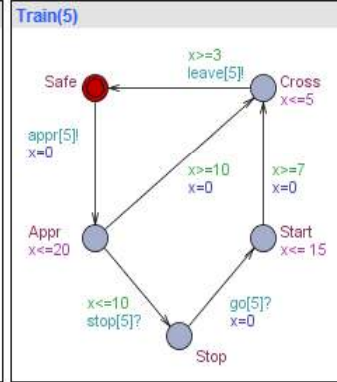 Train(5)
x>=3
leave[5]!
Safe
Cross
x<=5
appr[5]!
x=0
x>=10
x=0
x>=7
x=0
Appr
x<=20
Start
x<= 15
x<=10
stop[5]?
go[5]?
x=0
Stop